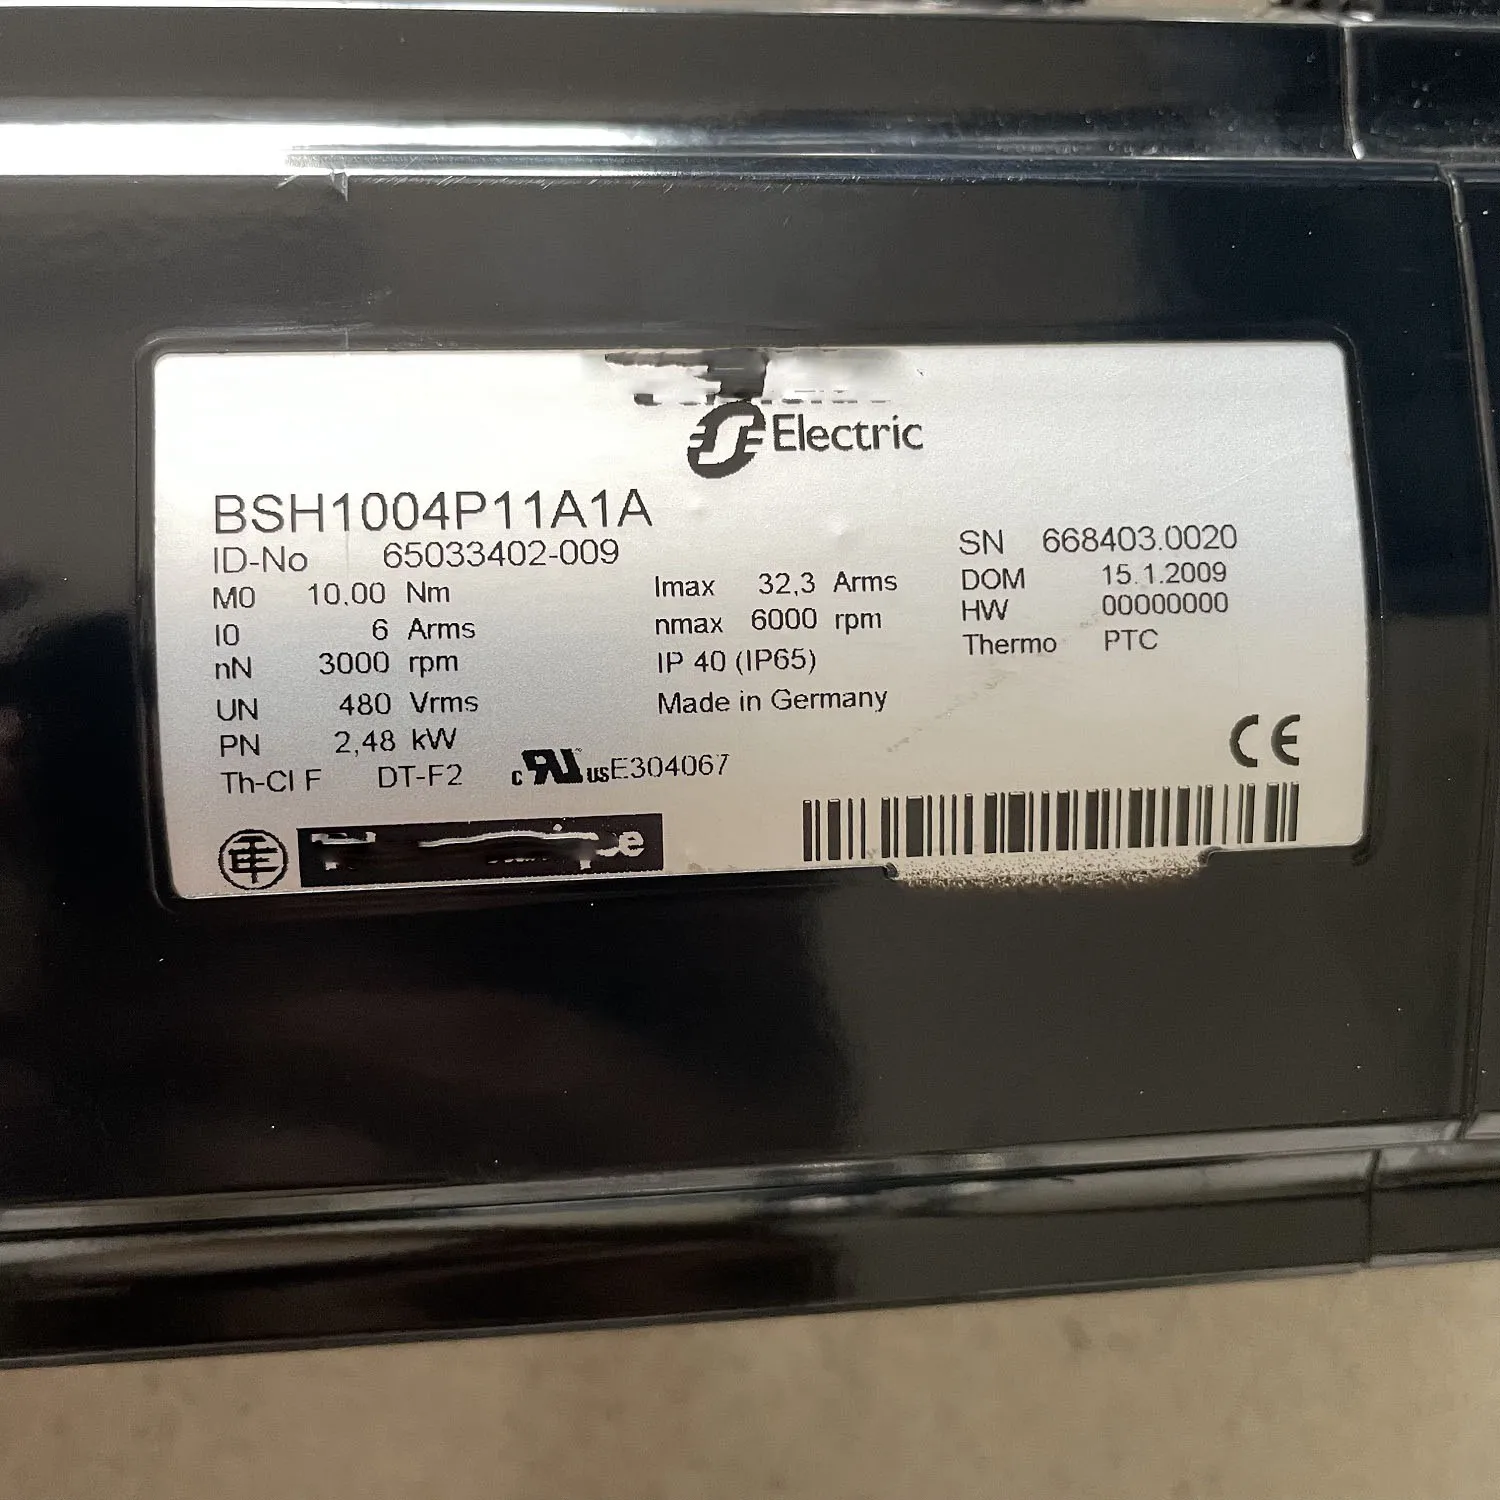 Electric
BSH1004P11A1A
ID-No 65033402-009
M0 10.00 Nm
I0 6 Arms
nN 3000 rpm
UN 480 Vrms
PN 2,48 kW
Th-Cl F DT-F2
c us E304067
Imax 32,3 Arms
nmax 6000 rpm
IP 40 (IP65)
Made in Germany
SN 668403.0020
DOM 15.1.2009
HW 00000000
Thermo PTC
CE